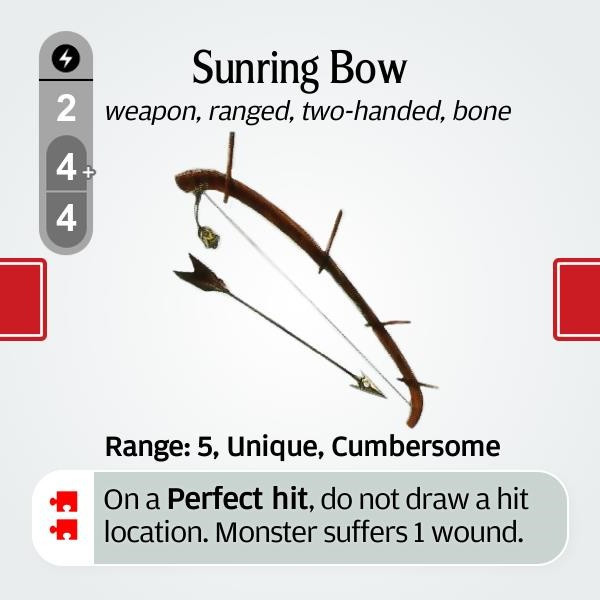 Sunring Bow
weapon, ranged, two-handed, bone
2
4+
4
Range: 5, Unique, Cumbersome
On a Perfect hit, do not draw a hit
location. Monster suffers 1 wound.